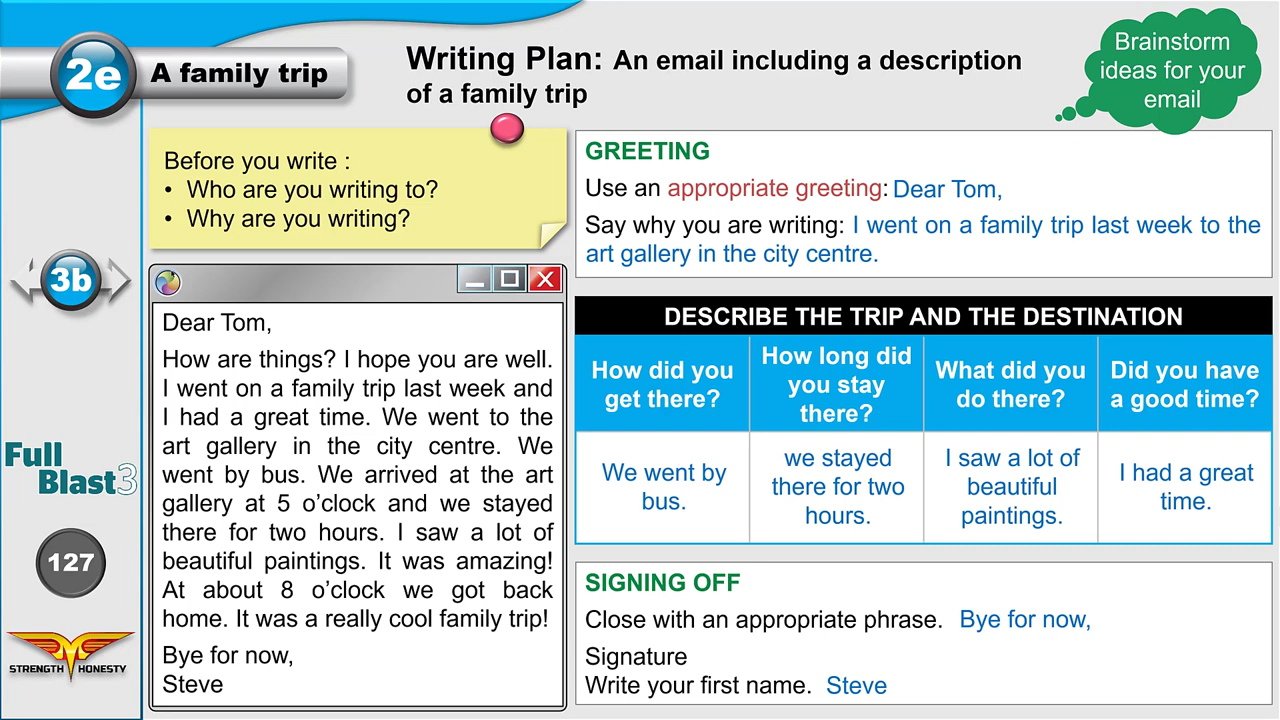 2e
A family trip
Writing Plan: An email including a description
of a family trip
Brainstorm
ideas for your
email
Before you write :
• Who are you writing to?
• Why are you writing?
GREETING
Use an appropriate greeting: Dear Tom,
Say why you are writing: I went on a family trip last week to the
art gallery in the city centre.
3b
Dear Tom,
How are things? I hope you are well.
I went on a family trip last week and
I had a great time. We went to the
art gallery in the city centre. We
went by bus. We arrived at the art
gallery at 5 o’clock and we stayed
there for two hours. I saw a lot of
beautiful paintings. It was amazing!
At about 8 o’clock we got back
home. It was a really cool family trip!
Bye for now,
Steve
DESCRIBE THE TRIP AND THE DESTINATION
How did you
get there?
How long did
you stay
there?
What did you
do there?
Did you have
a good time?
We went by
bus.
we stayed
there for two
hours.
I saw a lot of
beautiful
paintings.
I had a great
time.
SIGNING OFF
Close with an appropriate phrase. Bye for now,
Signature
Write your first name. Steve
Full
Blast3
127
STRENGTH HONESTY